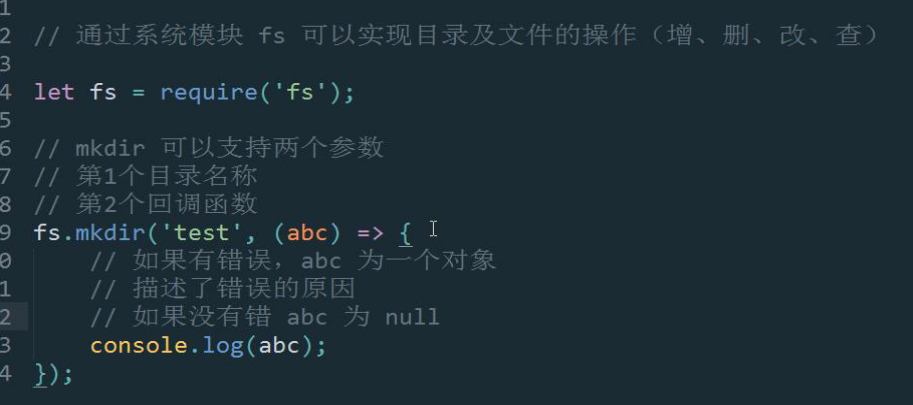 1
2 // 通过系统模块 fs 可以实现目录及文件的操作（增、删、改、查）
3
4 let fs = require('fs');
5
6 // mkdir 可以支持两个参数
7 // 第1个目录名称
8 // 第2个回调函数
9 fs.mkdir('test', (abc) => {
0     // 如果有错误，abc 为一个对象
1     // 描述了错误的原因
2     // 如果没有错 abc 为 null
3     console.log(abc);
4 });